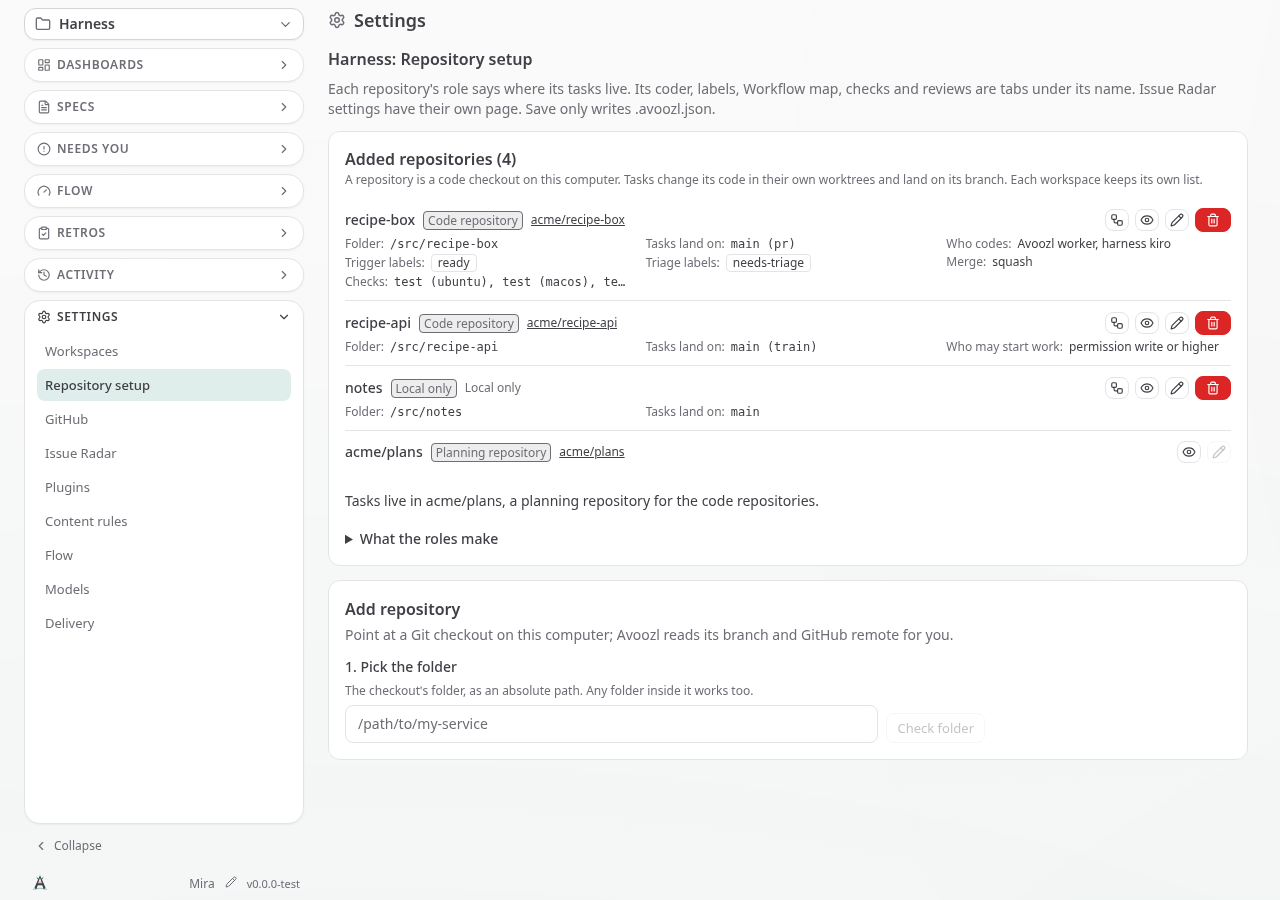 Harness
DASHBOARDS
SPECS
NEEDS YOU
FLOW
RETROS
ACTIVITY
SETTINGS
Workspaces
Repository setup
GitHub
Issue Radar
Plugins
Content rules
Flow
Models
Delivery
Collapse
Mira v0.0.0-test
Settings
Harness: Repository setup
Each repository's role says where its tasks live. Its coder, labels, Workflow map, checks and reviews are tabs under its name. Issue Radar
settings have their own page. Save only writes .avoozl.json.
Added repositories (4)
A repository is a code checkout on this computer. Tasks change its code in their own worktrees and land on its branch. Each workspace keeps its own list.
recipe-box Code repository acme/recipe-box
Folder: /src/recipe-box Tasks land on: main (pr) Who codes: Avoozl worker, harness kiro
Trigger labels: ready Triage labels: needs-triage Merge: squash
Checks: test (ubuntu), test (macos), te…
recipe-api Code repository acme/recipe-api
Folder: /src/recipe-api Tasks land on: main (train) Who may start work: permission write or higher
notes Local only Local only
Folder: /src/notes Tasks land on: main
acme/plans Planning repository acme/plans
Tasks live in acme/plans, a planning repository for the code repositories.
What the roles make
Add repository
Point at a Git checkout on this computer; Avoozl reads its branch and GitHub remote for you.
1. Pick the folder
The checkout's folder, as an absolute path. Any folder inside it works too.
/path/to/my-service Check folder